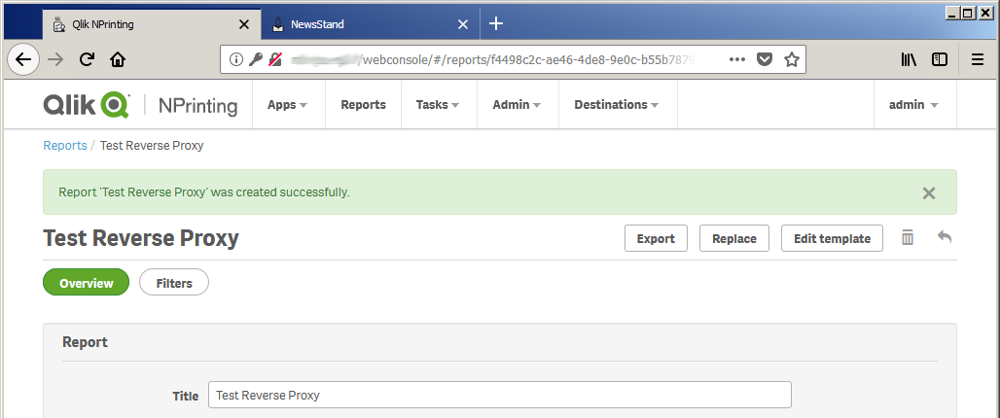 Qlik NPrinting
NewsStand
/webconsole/#/reports/f4498c2c-ae46-4de8-9e0c-b55b787
Qlik NPrinting Apps Reports Tasks Admin Destinations admin
Reports / Test Reverse Proxy
Report 'Test Reverse Proxy' was created successfully.
Test Reverse Proxy Export Replace Edit template
Overview Filters
Report
Title Test Reverse Proxy